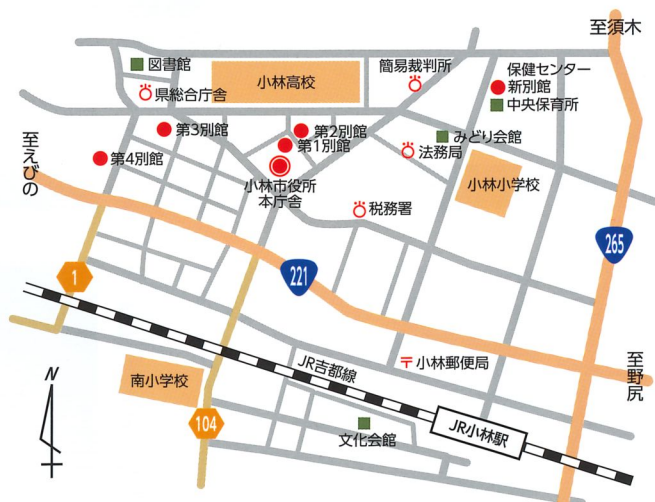 至須木
図書館
簡易裁判所
保健センター
新別館
中央保育所
県総合庁舎
小林高校
第3別館
第2別館
第1別館
みどり会館
法務局
第4別館
至えびの
小林市役所
本庁舎
小林小学校
税務署
265
1
221
JR吉都線
小林郵便局
至野尻
南小学校
N
104
文化会館
JR小林駅